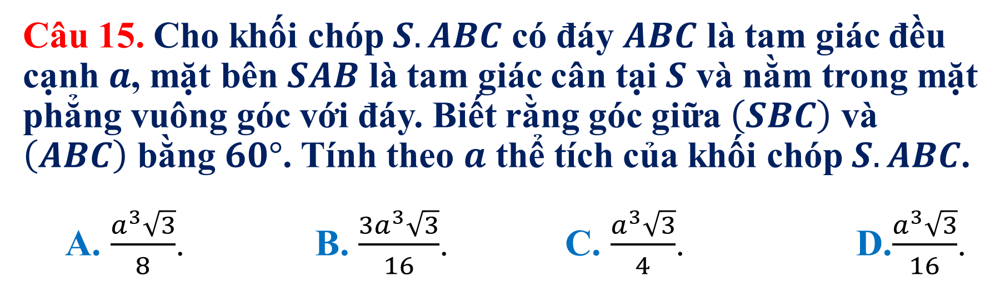 Câu 15. Cho khối chóp S. ABC có đáy ABC là tam giác đều
cạnh a, mặt bên SAB là tam giác cân tại S và nằm trong mặt
phẳng vuông góc với đáy. Biết rằng góc giữa (SBC) và
(ABC) bằng 60°. Tính theo a thể tích của khối chóp S. ABC.
A. \frac{a^3\sqrt{3}}{8}. B. \frac{3a^3\sqrt{3}}{16}. C. \frac{a^3\sqrt{3}}{4}. D. \frac{a^3\sqrt{3}}{16}.